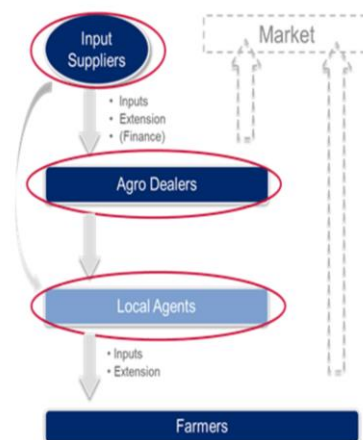 Input
Suppliers
Market
• Inputs
• Extension
• (Finance)
Agro Dealers
Local Agents
• Inputs
• Extension
Farmers